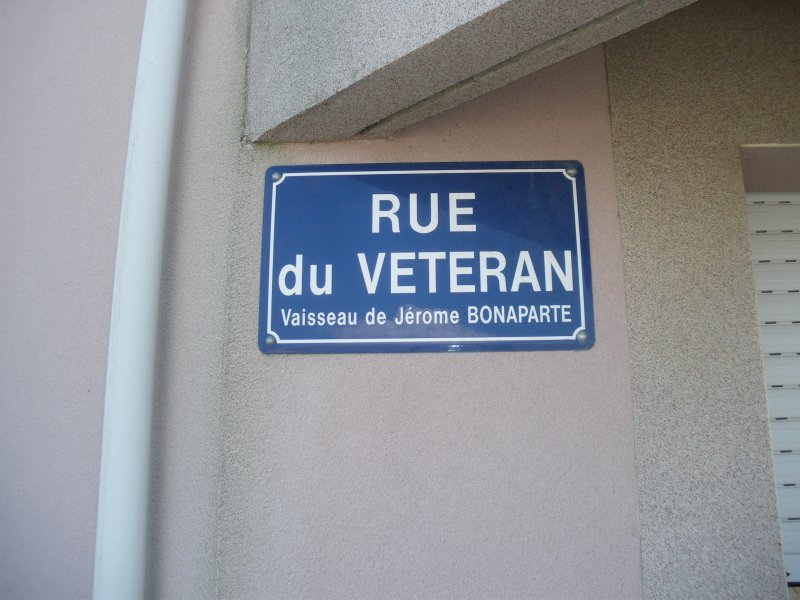 RUE
du VETERAN
Vaisseau de Jérome BONAPARTE